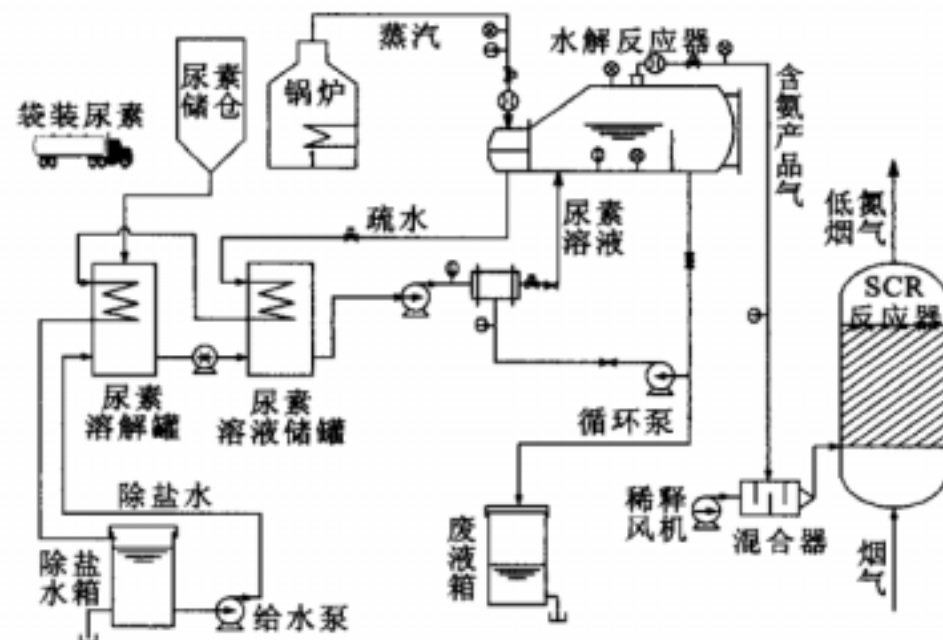 蒸汽
水解反应器
尿素
储仓
锅炉
袋装尿素
含氨产品气
疏水
尿素
溶液
低氮
烟气
SCR
反应器
尿素
溶解罐
尿素
溶液储罐
循环泵
除盐水
稀释
风机
混合器
废液箱
除盐
水箱
给水泵
烟气